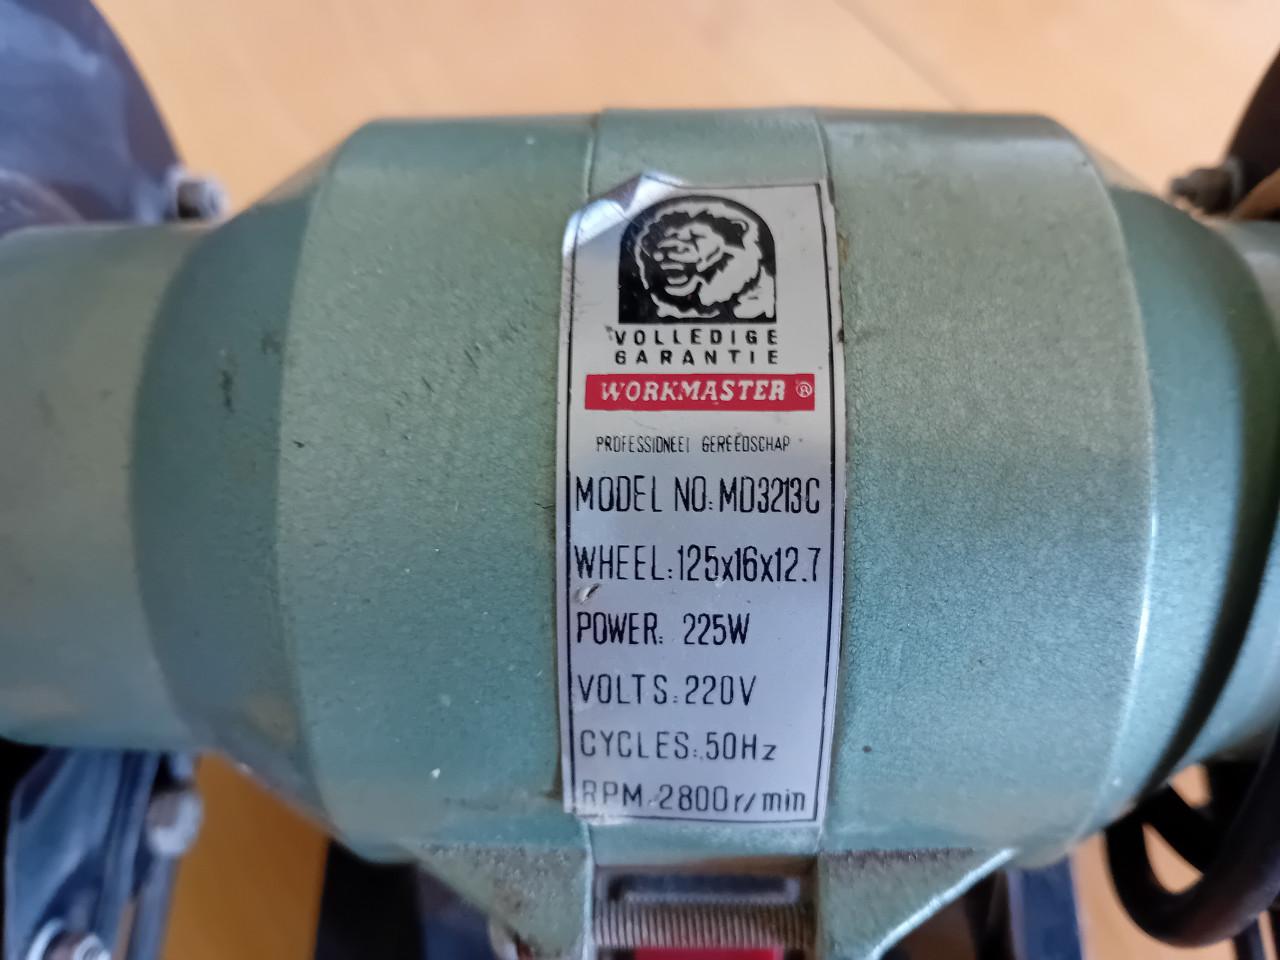 VOLLEDIGE
GARANTIE
WORKMASTER ®
PROFESSIONEEL GEREEDSCHAP
MODEL NO: MD3213C
WHEEL: 125x16x12.7
POWER: 225W
VOLTS: 220V
CYCLES: 50Hz
RPM: 2800r/min